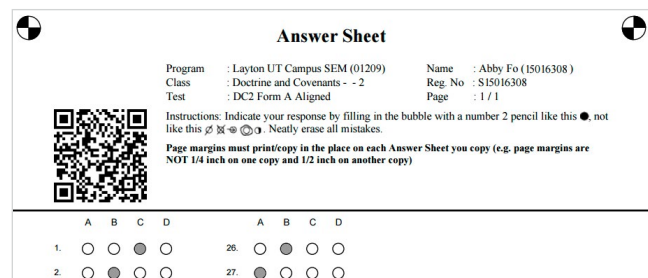 Answer Sheet
Program : Layton UT Campus SEM (01209)
Name : Abby Fo (15016308 )
Class : Doctrine and Covenants - - 2
Reg. No : S15016308
Test : DC2 Form A Aligned
Page : 1 / 1
Instructions: Indicate your response by filling in the bubble with a number 2 pencil like this , not
like this . Neatly erase all mistakes.
Page margins must print/copy in the place on each Answer Sheet you copy (e.g. page margins are
NOT 1/4 inch on one copy and 1/2 inch on another copy)
A B C D A B C D
1. 26.
2. 27.